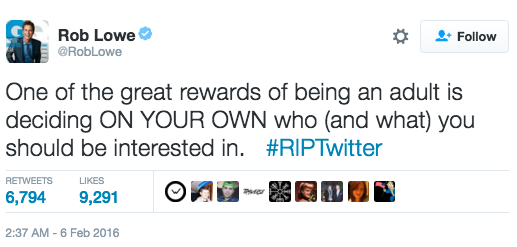 Rob Lowe
@RobLowe
Follow
One of the great rewards of being an adult is
deciding ON YOUR OWN who (and what) you
should be interested in. #RIPTwitter
RETWEETS LIKES
6,794 9,291
2:37 AM - 6 Feb 2016